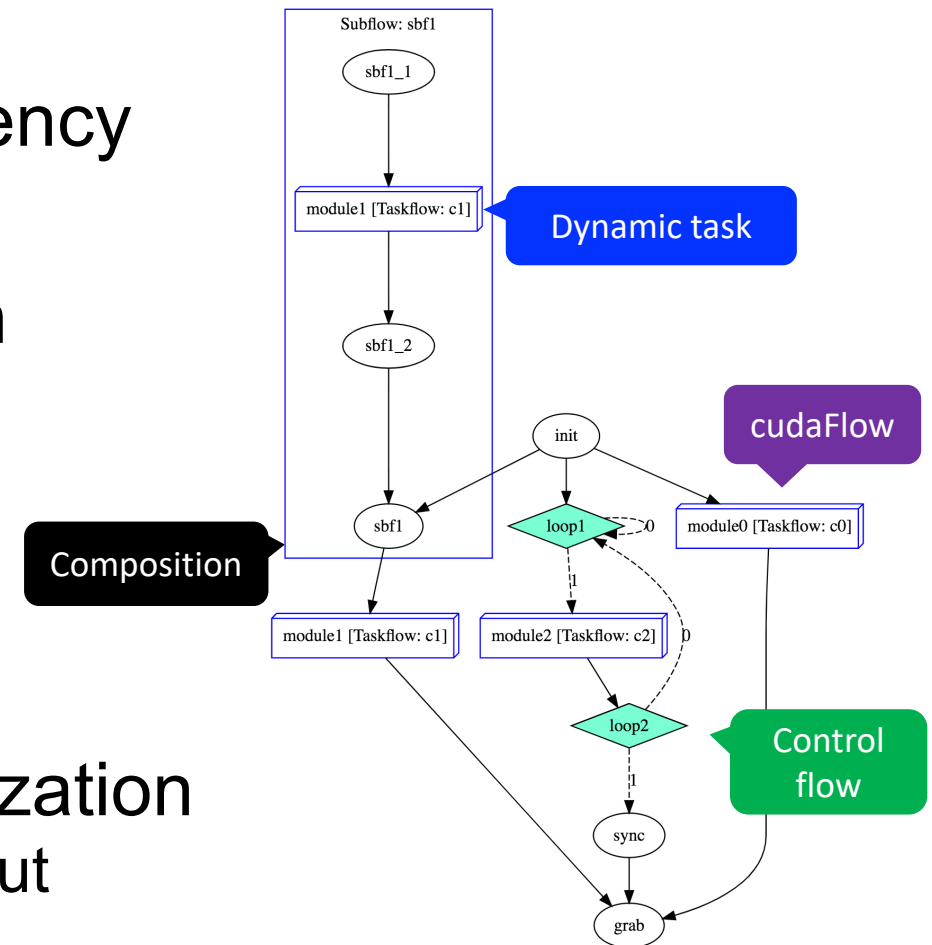 Subflow: sbf1
sbf1_1
ency
module1 [Taskflow: c1]
Dynamic task
n
sbf1_2
cudaFlow
init
sbf1
loop1
0
module0 [Taskflow: c0]
Composition
1
module1 [Taskflow: c1]
module2 [Taskflow: c2]
0
loop2
Control
flow
zation
1
sync
ut
grab